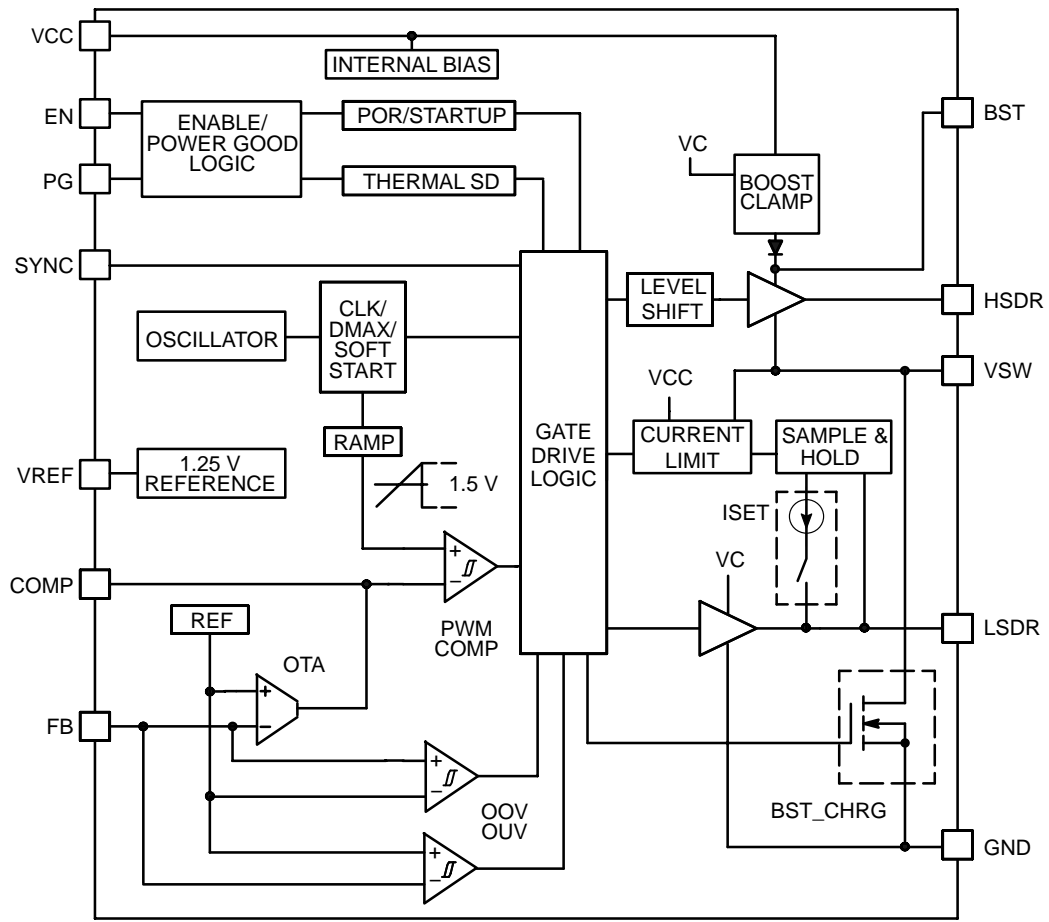 VCC
INTERNAL BIAS
EN
ENABLE/
POWER GOOD
LOGIC
POR/STARTUP
BST
VC
BOOST
CLAMP
PG
THERMAL SD
SYNC
LEVEL
SHIFT
HSDR
OSCILLATOR
CLK/
DMAX/
SOFT
START
VSW
VCC
RAMP
GATE
DRIVE
LOGIC
CURRENT
LIMIT
SAMPLE &
HOLD
VREF
1.25 V
REFERENCE
1.5 V
ISET
+
−
COMP
VC
REF
PWM
COMP
LSDR
OTA
+
−
FB
+
−
OOV
OUV
BST_CHRG
+
−
GND